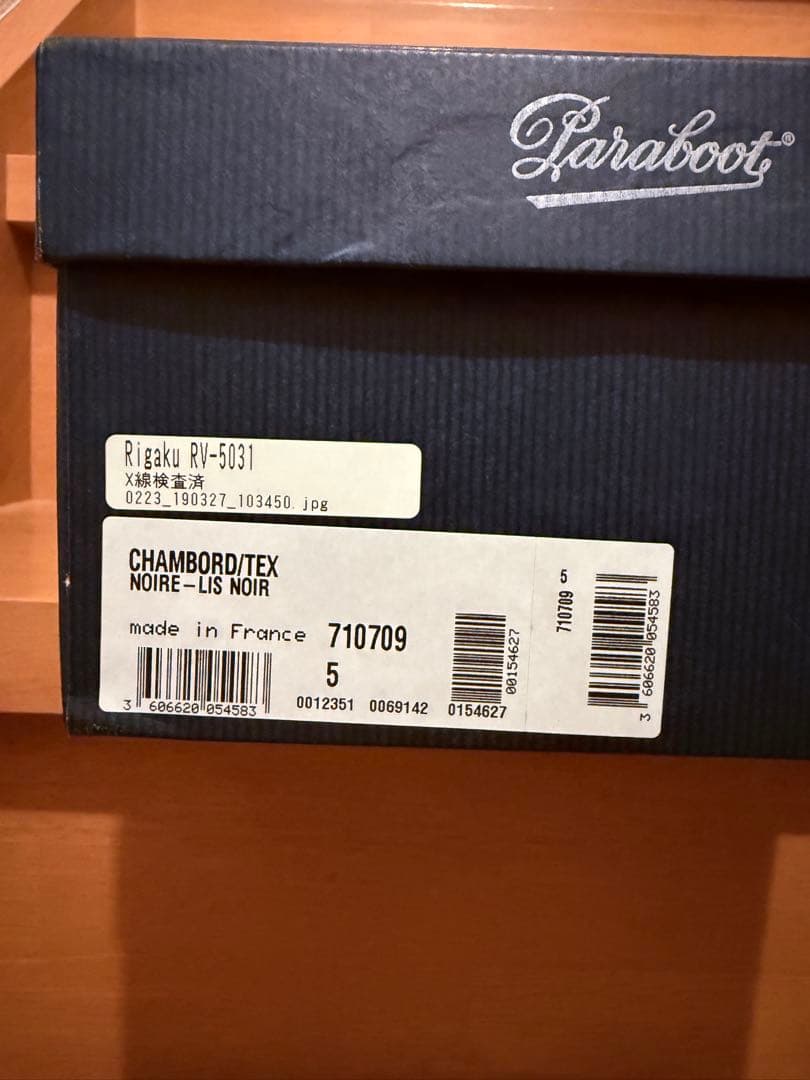 Paraboot®
Rigaku RV-5031
X線検査済
0223_190327_103450.jpg
CHAMBORD/TEX
NOIRE-LIS NOIR
made in France 710709
5
3 606620 054583
0012351 0069142 0154627
00154627
5
710709
3 606620 054583